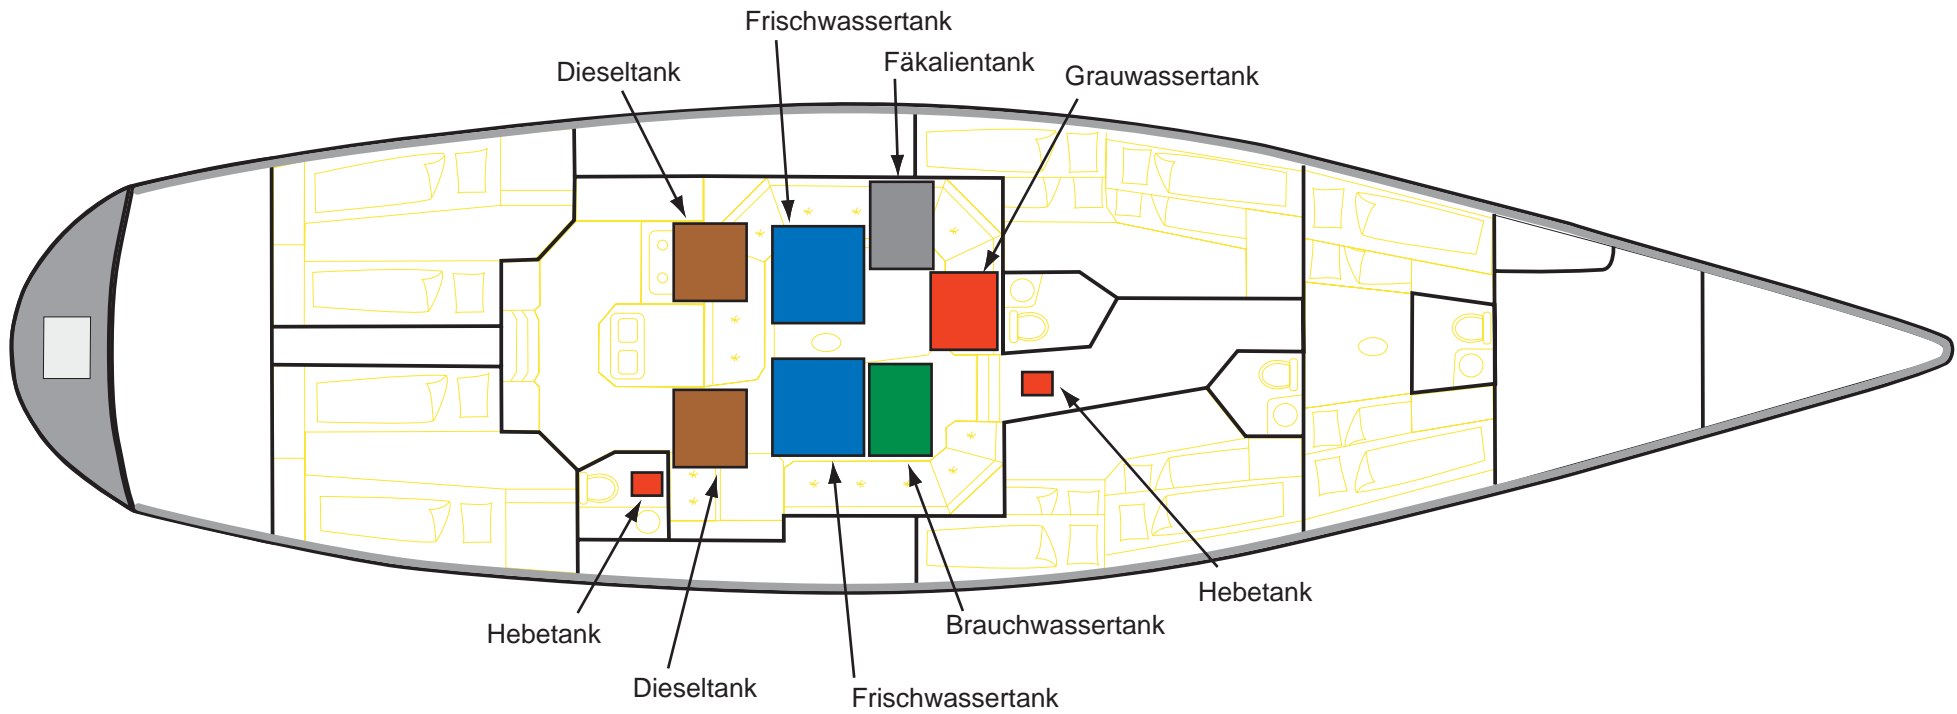 Frischwassertank
Dieseltank
Fäkalientank
Grauwassertank
Hebetank
Dieseltank
Frischwassertank
Brauchwassertank
Hebetank